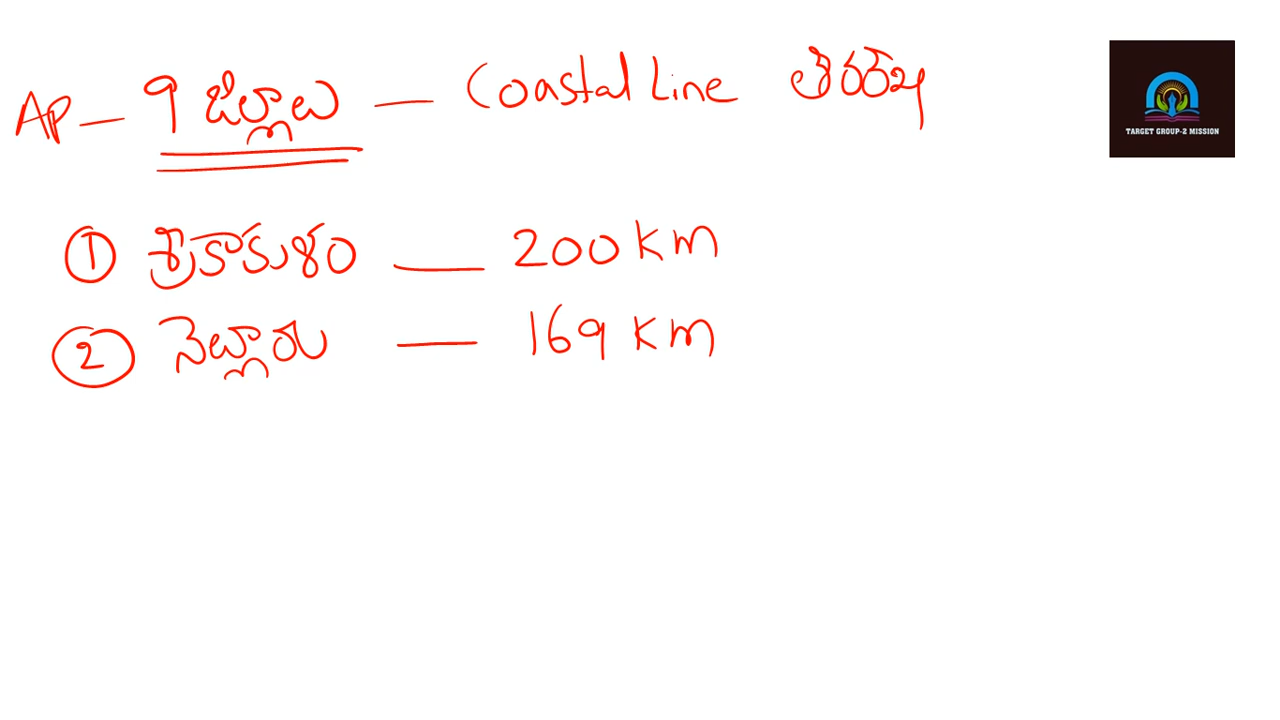 AP - 9 జిల్లాలు - Coastal Line తీరరేఖ
TARGET GROUP-2 MISSION
① శ్రీకాకుళం - 200 km
② నెల్లూరు - 169 km